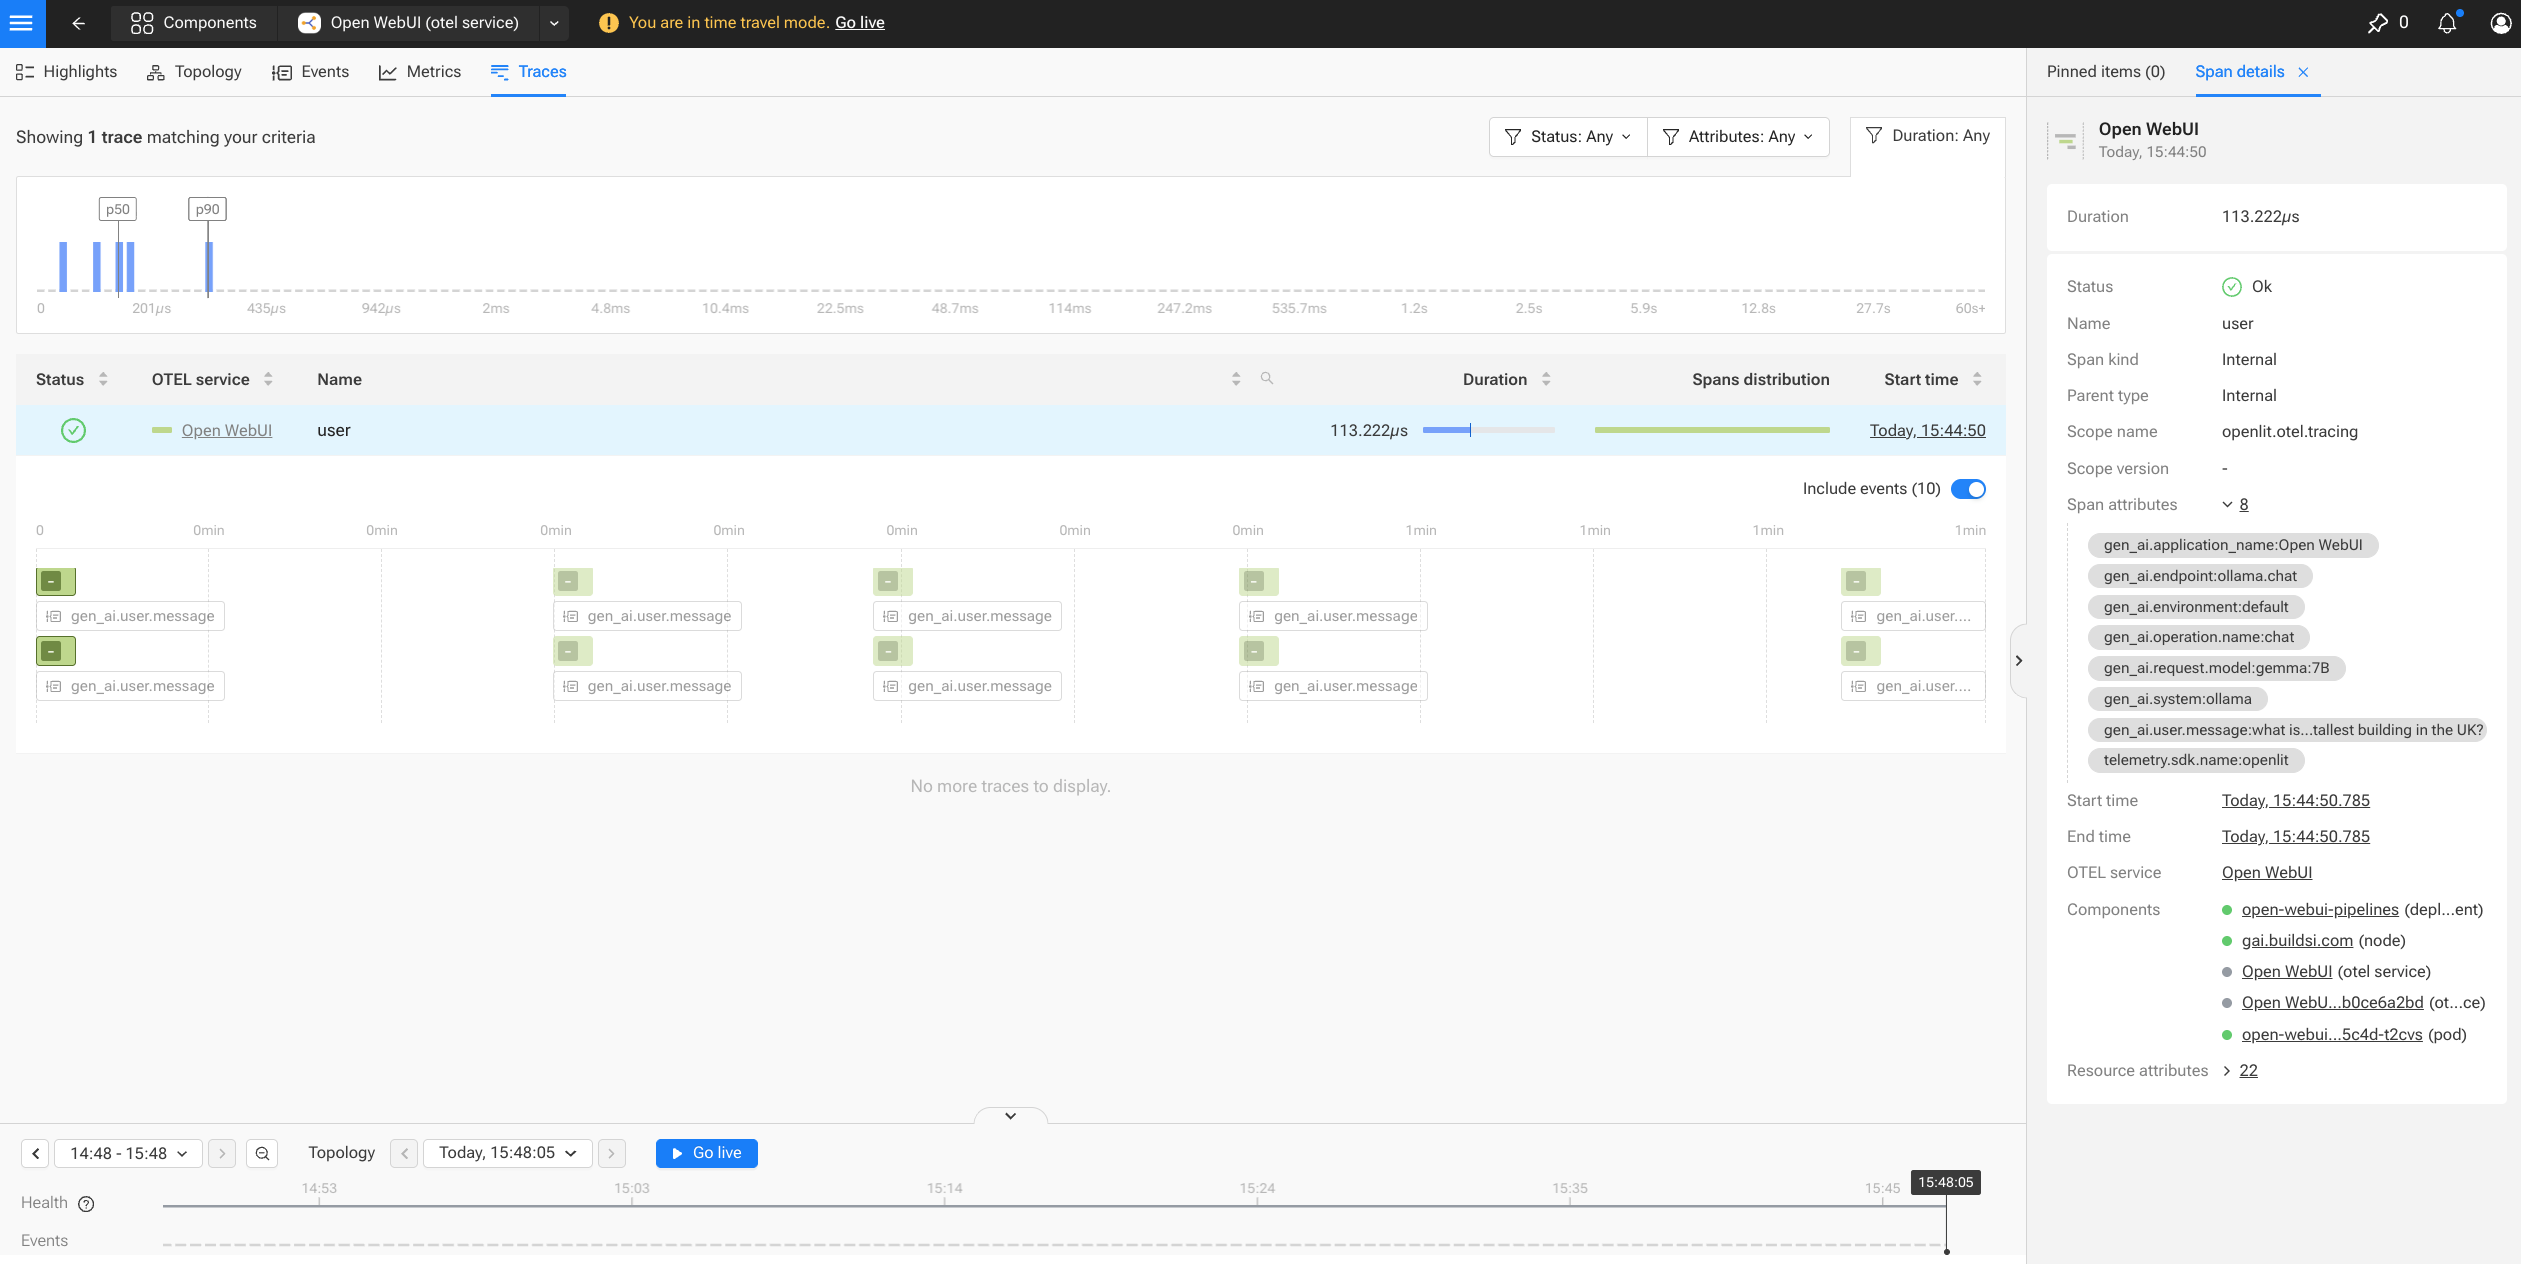 Components
Open WebUI (otel service)
You are in time travel mode. Go live
0
Highlights
Topology
Events
Metrics
Traces
Showing 1 trace matching your criteria
Status: Any
Attributes: Any
Duration: Any
p50
p90
0 201µs 435µs 942µs 2ms 4.8ms 10.4ms 22.5ms 48.7ms 114ms 247.2ms 535.7ms 1.2s 2.5s 5.9s 12.8s 27.7s 60s+
Status OTEL service Name Duration Spans distribution Start time
Open WebUI user 113.222µs Today, 15:44:50
Include events (10)
0 0min 0min 0min 0min 0min 0min 0min 1min 1min 1min 1min
- - - - -
gen_ai.user.message gen_ai.user.message gen_ai.user.message gen_ai.user.message gen_ai.user....
- - - - -
gen_ai.user.message gen_ai.user.message gen_ai.user.message gen_ai.user.message gen_ai.user....
No more traces to display.
14:48 - 15:48
Topology
Today, 15:48:05
Go live
14:53 15:03 15:14 15:24 15:35 15:45 15:48:05
Health ?
Events
Pinned items (0)
Span details
Open WebUI
Today, 15:44:50
Duration 113.222µs
Status Ok
Name user
Span kind Internal
Parent type Internal
Scope name openlit.otel.tracing
Scope version -
Span attributes 8
gen_ai.application_name:Open WebUI
gen_ai.endpoint:ollama.chat
gen_ai.environment:default
gen_ai.operation.name:chat
gen_ai.request.model:gemma:7B
gen_ai.system:ollama
gen_ai.user.message:what is...tallest building in the UK?
telemetry.sdk.name:openlit
Start time Today, 15:44:50.785
End time Today, 15:44:50.785
OTEL service Open WebUI
Components open-webui-pipelines (depl...ent)
gai.buildsi.com (node)
Open WebUI (otel service)
Open WebU...b0ce6a2bd (ot...ce)
open-webui...5c4d-t2cvs (pod)
Resource attributes 22